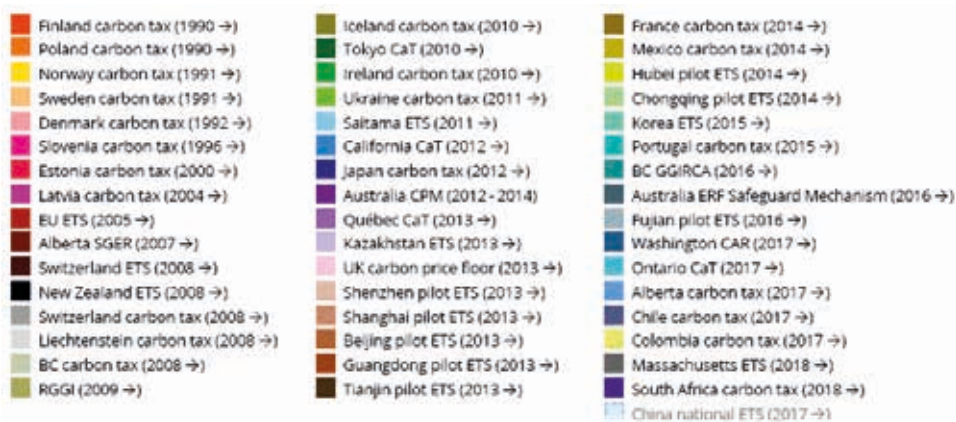 Finland carbon tax (1990 →)
Poland carbon tax (1990 →)
Norway carbon tax (1991 →)
Sweden carbon tax (1991 →)
Denmark carbon tax (1992 →)
Slovenia carbon tax (1996 →)
Estonia carbon tax (2000 →)
Latvia carbon tax (2004 →)
EU ETS (2005 →)
Alberta SGER (2007 →)
Switzerland ETS (2008 →)
New Zealand ETS (2008 →)
Switzerland carbon tax (2008 →)
Liechtenstein carbon tax (2008 →)
BC carbon tax (2008 →)
RGGI (2009 →)
Iceland carbon tax (2010 →)
Tokyo CaT (2010 →)
Ireland carbon tax (2010 →)
Ukraine carbon tax (2011 →)
Saitama ETS (2011 →)
California CaT (2012 →)
Japan carbon tax (2012 →)
Australia CPM (2012 - 2014)
Québec CaT (2013 →)
Kazakhstan ETS (2013 →)
UK carbon price floor (2013 →)
Shenzhen pilot ETS (2013 →)
Shanghai pilot ETS (2013 →)
Beijing pilot ETS (2013 →)
Guangdong pilot ETS (2013 →)
Tianjin pilot ETS (2013 →)
France carbon tax (2014 →)
Mexico carbon tax (2014 →)
Hubei pilot ETS (2014 →)
Chongqing pilot ETS (2014 →)
Korea ETS (2015 →)
Portugal carbon tax (2015 →)
BC GGIRCA (2016 →)
Australia ERF Safeguard Mechanism (2016 →)
Fujian pilot ETS (2016 →)
Washington CAR (2017 →)
Ontario CaT (2017 →)
Alberta carbon tax (2017 →)
Chile carbon tax (2017 →)
Colombia carbon tax (2017 →)
Massachusetts ETS (2018 →)
South Africa carbon tax (2018 →)
China national ETS (2017 →)